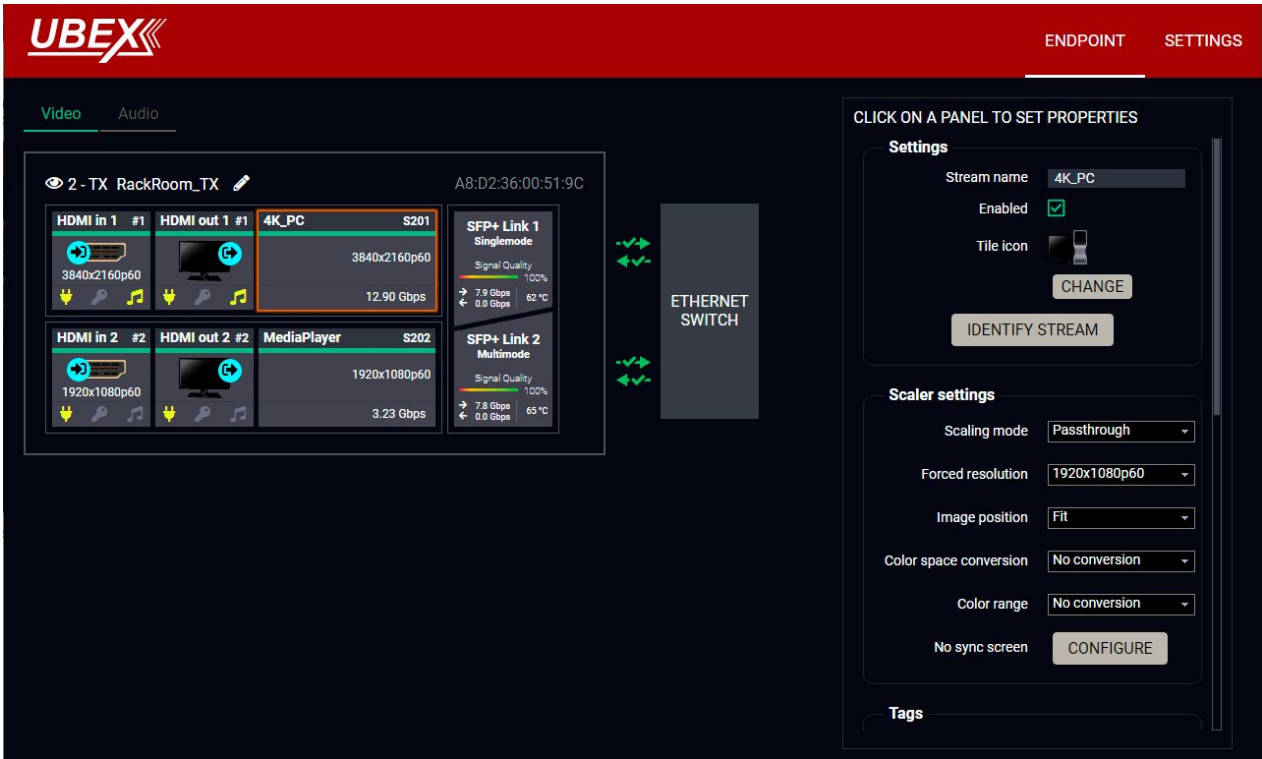 UBEX
ENDPOINT SETTINGS
Video Audio
2 - TX RackRoom_TX A8:D2:36:00:51:9C
HDMI in 1 #1
3840x2160p60
HDMI out 1 #1
4K_PC S201
3840x2160p60
12.90 Gbps
SFP+ Link 1
Singlemode
Signal Quality
100%
7.9 Gbps
0.0 Gbps
62 °C
HDMI in 2 #2
1920x1080p60
HDMI out 2 #2
MediaPlayer S202
1920x1080p60
3.23 Gbps
SFP+ Link 2
Multimode
Signal Quality
100%
7.8 Gbps
0.0 Gbps
65 °C
ETHERNET
SWITCH
CLICK ON A PANEL TO SET PROPERTIES
Settings
Stream name 4K_PC
Enabled
Tile icon
CHANGE
IDENTIFY STREAM
Scaler settings
Scaling mode Passthrough
Forced resolution 1920x1080p60
Image position Fit
Color space conversion No conversion
Color range No conversion
No sync screen CONFIGURE
Tags